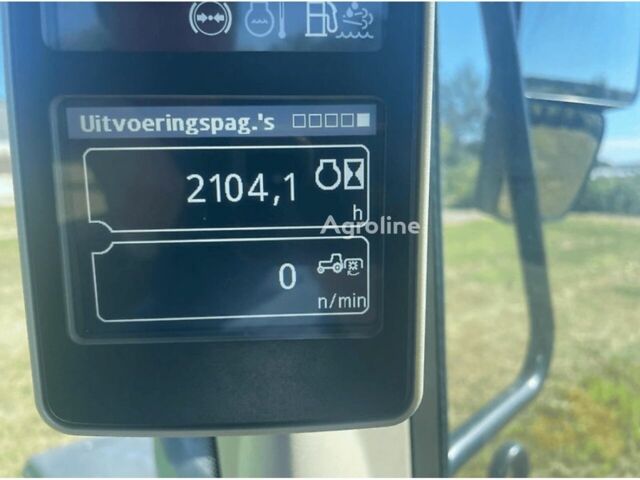 Uitvoeringspag.'s
2104,1
h
Agroline
0
n/min